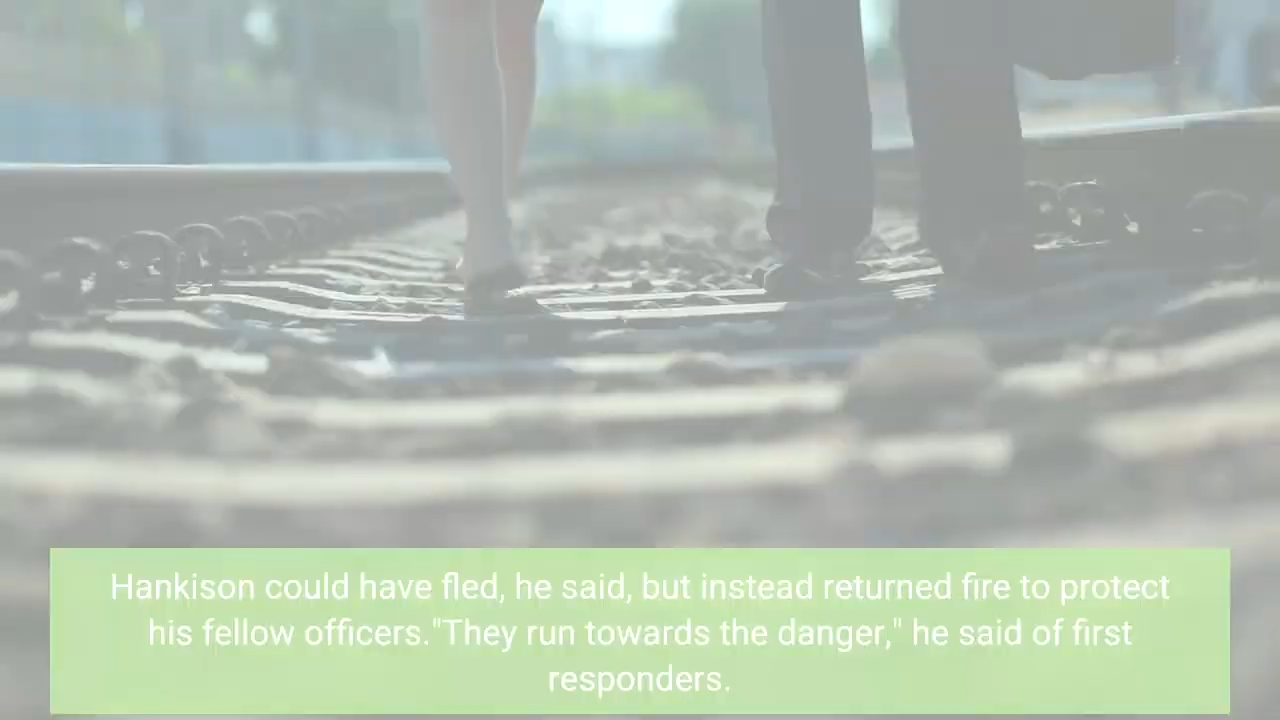 Hankison could have fled, he said, but instead returned fire to protect
his fellow officers."They run towards the danger," he said of first
responders.